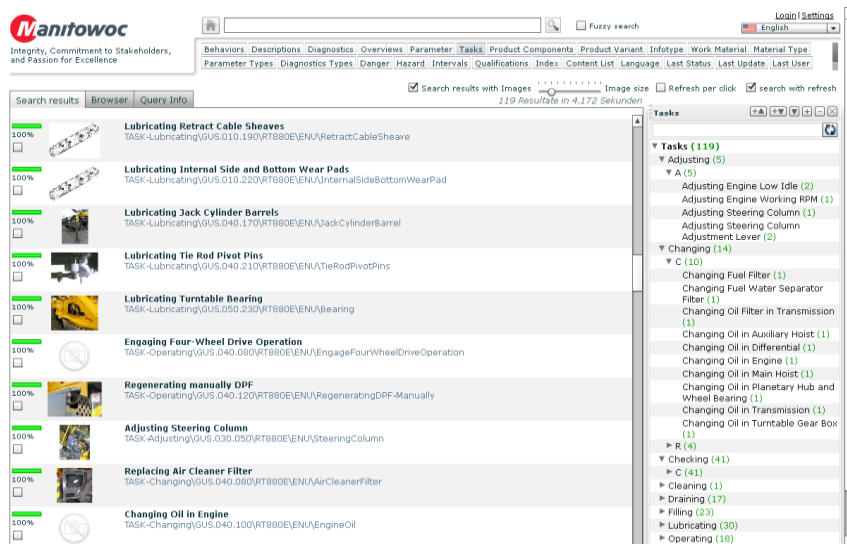 Manitowoc
Integrity, Commitment to Stakeholders,
and Passion for Excellence
Fuzzy search
Login | Settings
English
Behaviors Descriptions Diagnostics Overviews Parameter Tasks Product Components Product Variant Infotype Work Material Material Type
Parameter Types Diagnostics Types Danger Hazard Intervals Qualifications Index Content List Language Last Status Last Update Last User
Search results with Images Image size Refresh per click search with refresh
Search results Browser Query Info
119 Resultate in 4.172 Sekunden
100%
Lubricating Retract Cable Sheaves
TASK-Lubricating\GUS.010.190\RT880E\ENU\RetractCableSheave
100%
Lubricating Internal Side and Bottom Wear Pads
TASK-Lubricating\GUS.010.220\RT880E\ENU\InternalSideBottomWearPad
100%
Lubricating Jack Cylinder Barrels
TASK-Lubricating\GUS.040.170\RT880E\ENU\JackCylinderBarrel
100%
Lubricating Tie Rod Pivot Pins
TASK-Lubricating\GUS.040.210\RT880E\ENU\TieRodPivotPins
100%
Lubricating Turntable Bearing
TASK-Lubricating\GUS.050.230\RT880E\ENU\Bearing
100%
Engaging Four-Wheel Drive Operation
TASK-Operating\GUS.040.080\RT880E\ENU\EngageFourWheelDriveOperation
100%
Regenerating manually DPF
TASK-Operating\GUS.040.120\RT880E\ENU\RegeneratingDPF-Manually
100%
Adjusting Steering Column
TASK-Adjusting\GUS.030.050\RT880E\ENU\SteeringColumn
100%
Replacing Air Cleaner Filter
TASK-Changing\GUS.040.080\RT880E\ENU\AirCleanerFilter
100%
Changing Oil in Engine
TASK-Changing\GUS.040.100\RT880E\ENU\EngineOil
Tasks
Tasks (119)
Adjusting (5)
A (5)
Adjusting Engine Low Idle (2)
Adjusting Engine Working RPM (1)
Adjusting Steering Column (1)
Adjusting Steering Column
Adjustment Lever (2)
Changing (14)
C (10)
Changing Fuel Filter (1)
Changing Fuel Water Separator
Filter (1)
Changing Oil Filter in Transmission
(1)
Changing Oil in Auxiliary Hoist (1)
Changing Oil in Differential (1)
Changing Oil in Engine (1)
Changing Oil in Main Hoist (1)
Changing Oil in Planetary Hub and
Wheel Bearing (1)
Changing Oil in Transmission (1)
Changing Oil in Turntable Gear Box
(1)
R (4)
Checking (41)
C (41)
Cleaning (1)
Draining (17)
Filling (23)
Lubricating (30)
Operating (18)